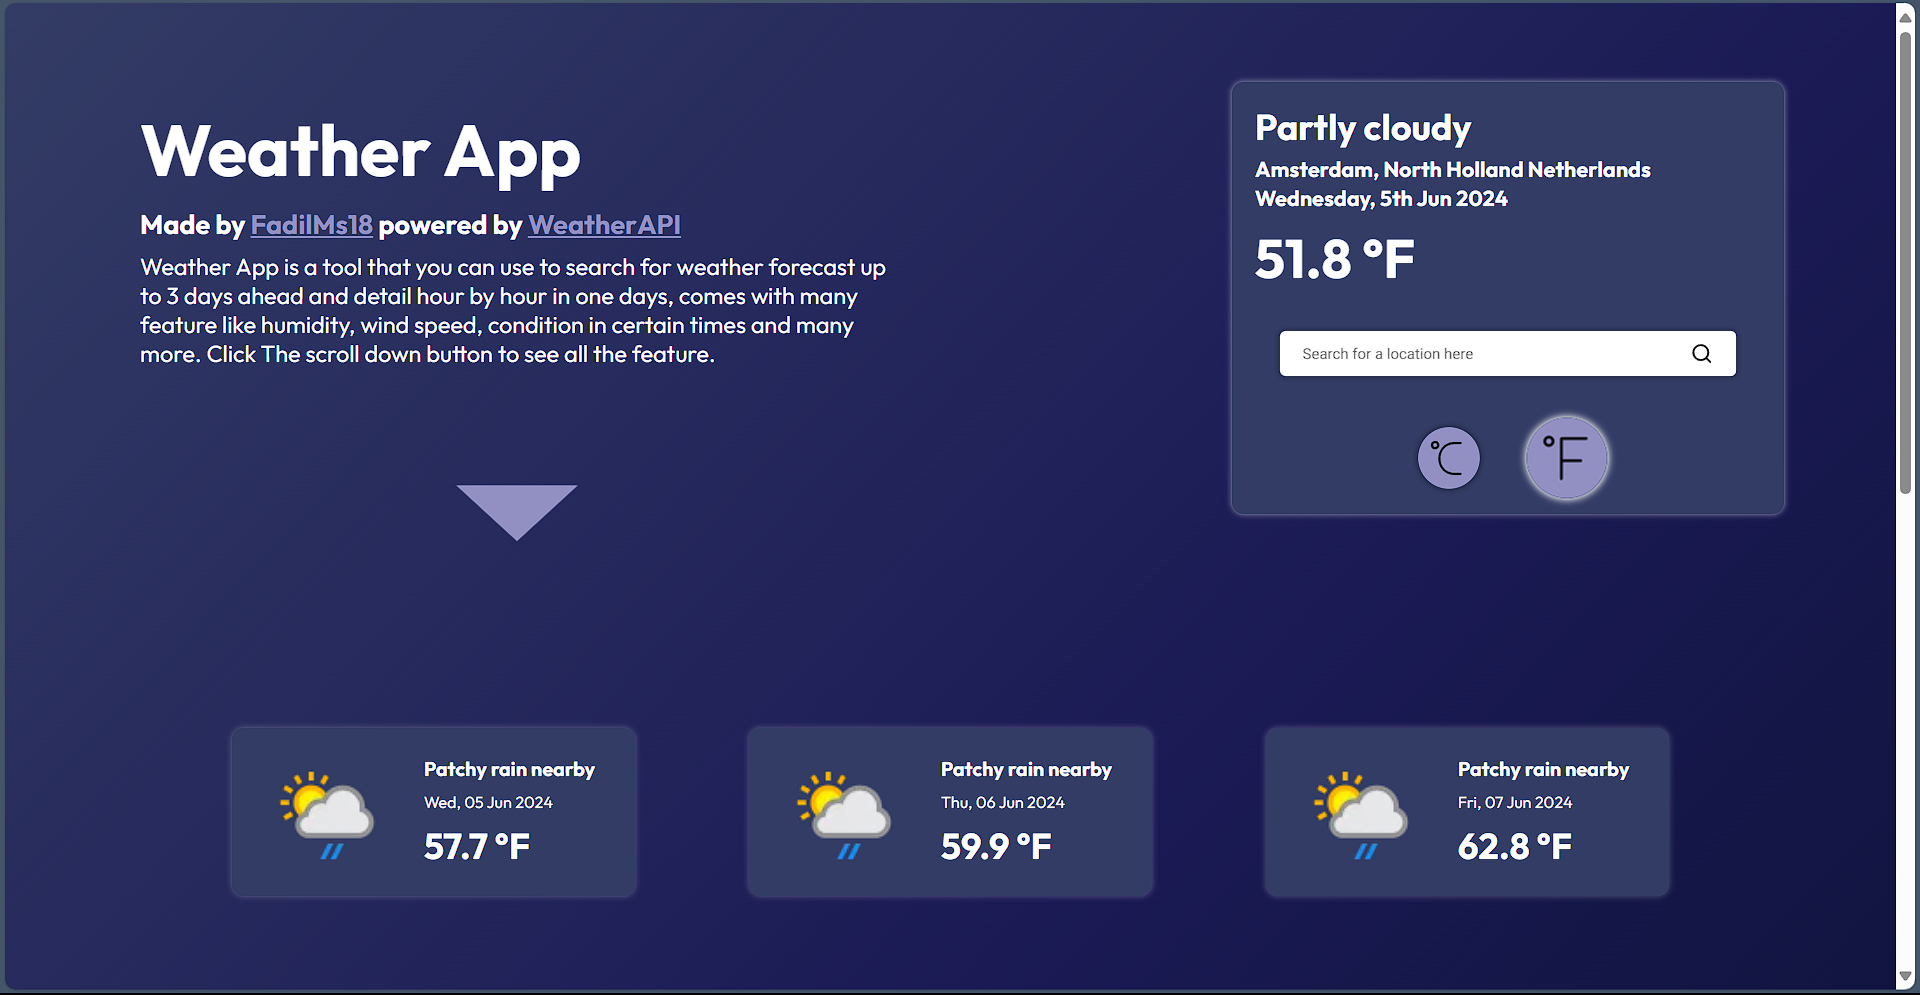 Weather App
Made by FadilMs18 powered by WeatherAPI
Weather App is a tool that you can use to search for weather forecast up
to 3 days ahead and detail hour by hour in one days, comes with many
feature like humidity, wind speed, condition in certain times and many
more. Click The scroll down button to see all the feature.
Partly cloudy
Amsterdam, North Holland Netherlands
Wednesday, 5th Jun 2024
51.8 °F
Search for a location here
°C
°F
Patchy rain nearby
Wed, 05 Jun 2024
57.7 °F
Patchy rain nearby
Thu, 06 Jun 2024
59.9 °F
Patchy rain nearby
Fri, 07 Jun 2024
62.8 °F